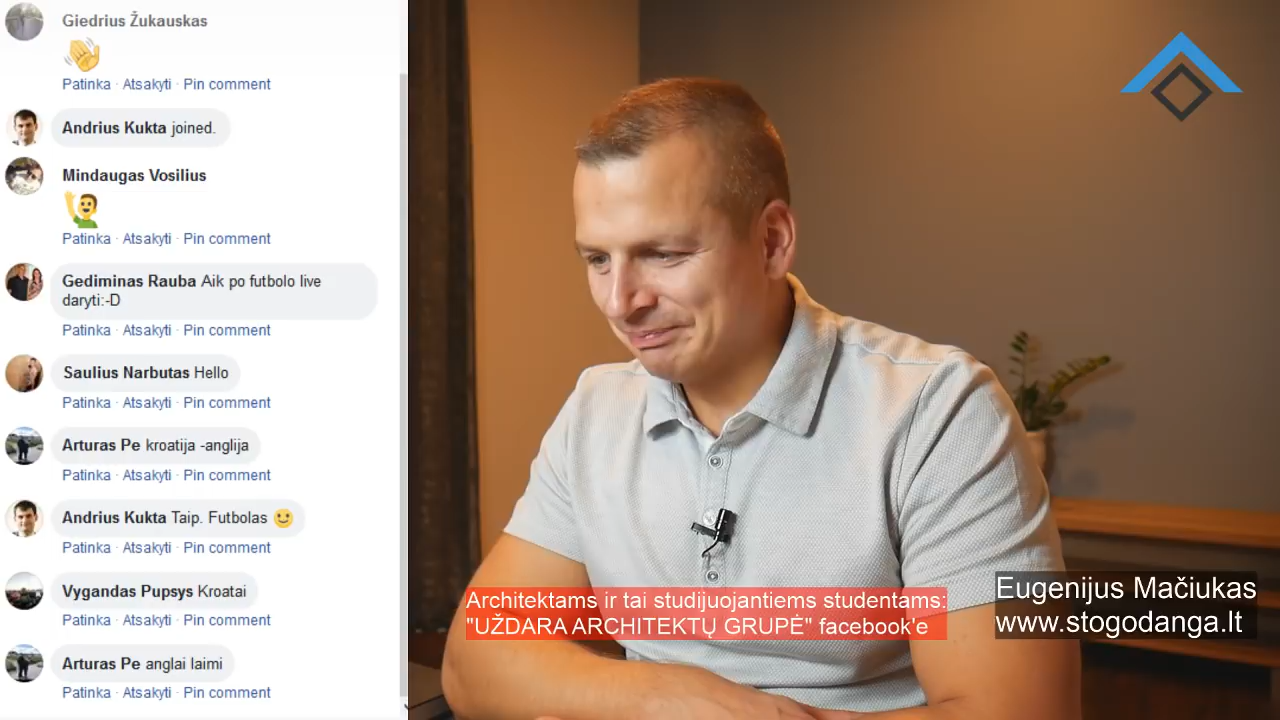 Giedrius Žukauskas
Patinka · Atsakyti · Pin comment
Andrius Kukta joined.
Mindaugas Vosilius
Patinka · Atsakyti · Pin comment
Gediminas Rauba Aik po futbolo live
daryti:-D
Patinka · Atsakyti · Pin comment
Saulius Narbutas Hello
Patinka · Atsakyti · Pin comment
Arturas Pe kroatija -anglija
Patinka · Atsakyti · Pin comment
Andrius Kukta Taip. Futbolas
Patinka · Atsakyti · Pin comment
Vygandas Pupsys Kroatai
Patinka · Atsakyti · Pin comment
Arturas Pe anglai laimi
Patinka · Atsakyti · Pin comment
Architektams ir tai studijuojantiems studentams:
"UŽDARA ARCHITEKTŲ GRUPĖ" facebook'e
Eugenijus Mačiukas
www.stogodanga.lt